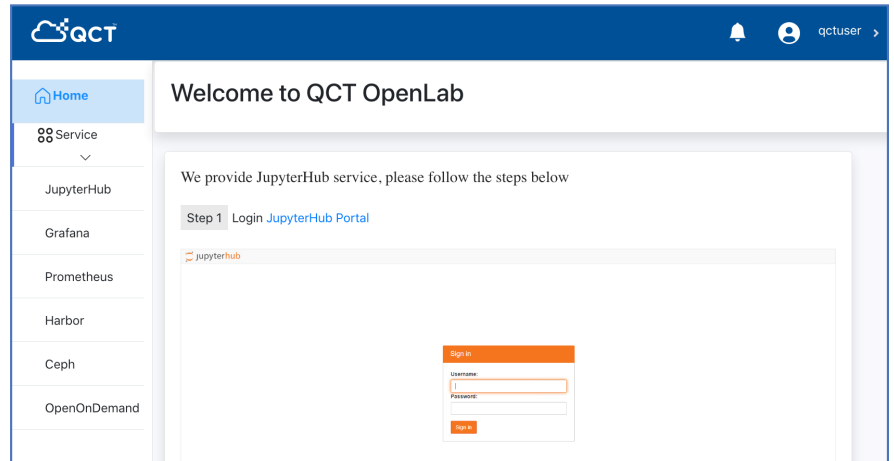 QCT
qctuser
Home
Service
JupyterHub
Grafana
Prometheus
Harbor
Ceph
OpenOnDemand
Welcome to QCT OpenLab
We provide JupyterHub service, please follow the steps below
Step 1 Login JupyterHub Portal
jupyterhub
Sign in
Username:
Password:
Sign in